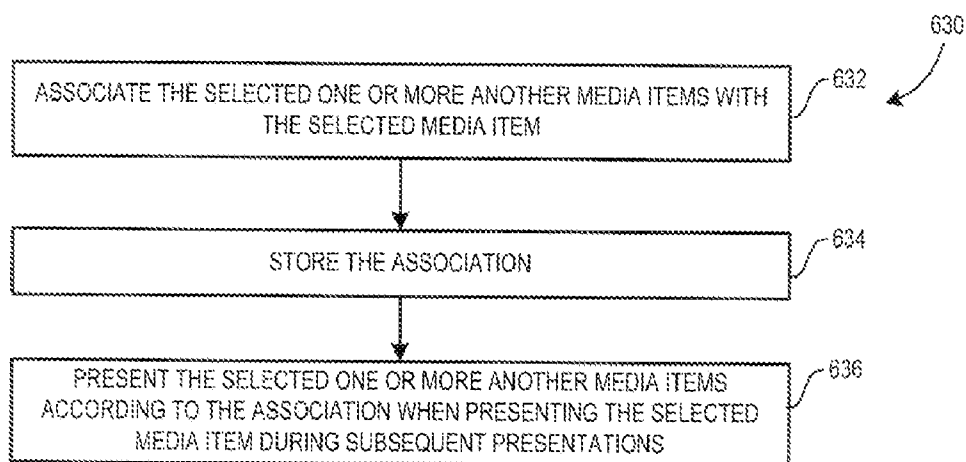 630
ASSOCIATE THE SELECTED ONE OR MORE ANOTHER MEDIA ITEMS WITH
THE SELECTED MEDIA ITEM
632
STORE THE ASSOCIATION
634
PRESENT THE SELECTED ONE OR MORE ANOTHER MEDIA ITEMS
ACCORDING TO THE ASSOCIATION WHEN PRESENTING THE SELECTED
MEDIA ITEM DURING SUBSEQUENT PRESENTATIONS
636